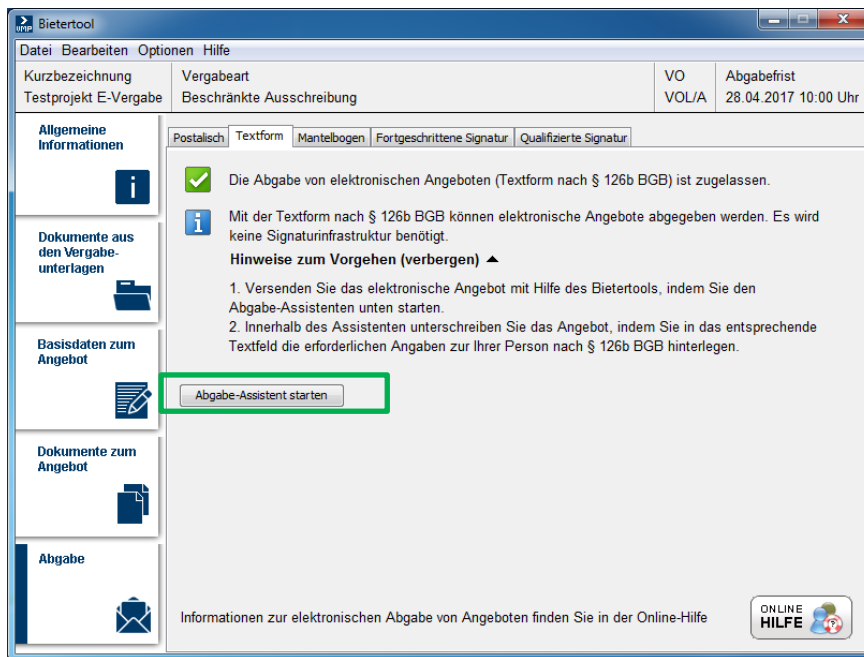 Bietertool
Datei Bearbeiten Optionen Hilfe
Kurzbezeichnung Vergabeart VO Abgabefrist
Testprojekt E-Vergabe Beschränkte Ausschreibung VOL/A 28.04.2017 10:00 Uhr
Allgemeine
Informationen
Dokumente aus
den Vergabe-
unterlagen
Basisdaten zum
Angebot
Dokumente zum
Angebot
Abgabe
Postalisch Textform Mantelbogen Fortgeschrittene Signatur Qualifizierte Signatur
Die Abgabe von elektronischen Angeboten (Textform nach § 126b BGB) ist zugelassen.
Mit der Textform nach § 126b BGB können elektronische Angebote abgegeben werden. Es wird
keine Signaturinfrastruktur benötigt.
Hinweise zum Vorgehen (verbergen)
1. Versenden Sie das elektronische Angebot mit Hilfe des Bietertools, indem Sie den
Abgabe-Assistenten unten starten.
2. Innerhalb des Assistenten unterschreiben Sie das Angebot, indem Sie in das entsprechende
Textfeld die erforderlichen Angaben zur Ihrer Person nach § 126b BGB hinterlegen.
Abgabe-Assistent starten
Informationen zur elektronischen Abgabe von Angeboten finden Sie in der Online-Hilfe
ONLINE
HILFE